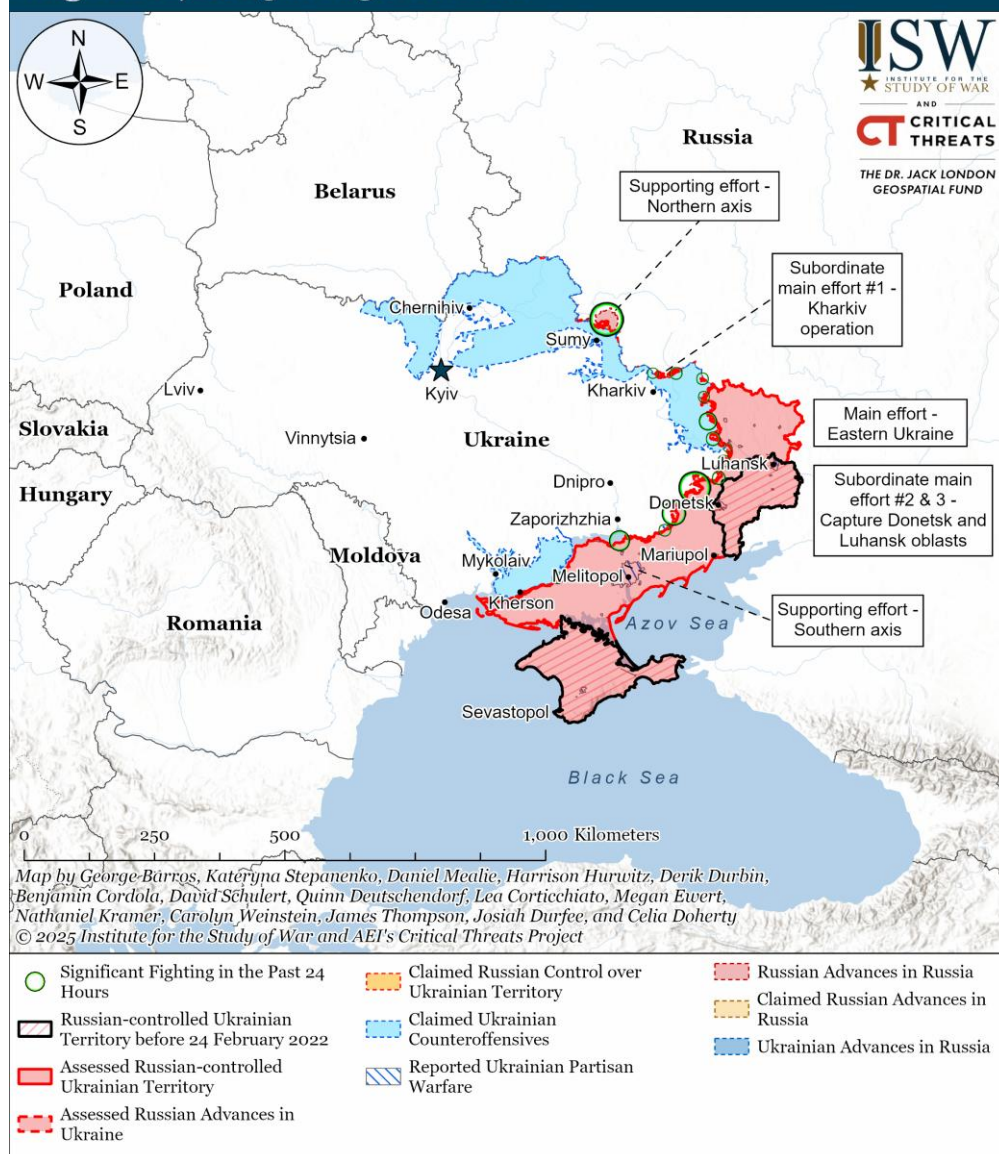 N
W E
S
ISW
INSTITUTE FOR THE
STUDY OF WAR
AND
CT CRITICAL
THREATS
THE DR. JACK LONDON
GEOSPATIAL FUND
Russia
Belarus
Supporting effort -
Northern axis
Subordinate
main effort #1 -
Kharkiv
operation
Poland
Chernihiv
Sumy
Lviv
Kyiv
Kharkiv
Slovakia
Vinnytsia
Ukraine
Main effort -
Eastern Ukraine
Hungary
Luhansk
Dnipro
Donetsk
Subordinate main
effort #2 & 3 -
Capture Donetsk and
Luhansk oblasts
Zaporizhzhia
Moldova
Mykolaiv
Mariupol
Melitopol
Kherson
Odesa
Romania
Azov Sea
Supporting effort -
Southern axis
Sevastopol
Black Sea
0 250 500 1,000 Kilometers
Map by George Barros, Kateryna Stepanenko, Daniel Mealie, Harrison Hurwitz, Derik Durbin,
Benjamin Cordola, David Schulert, Quinn Deutschendorf, Lea Corticchiato, Megan Ewert,
Nathaniel Kramer, Carolyn Weinstein, James Thompson, Josiah Durfee, and Celia Doherty
© 2025 Institute for the Study of War and AEI's Critical Threats Project
Significant Fighting in the Past 24
Hours
Russian-controlled Ukrainian
Territory before 24 February 2022
Assessed Russian-controlled
Ukrainian Territory
Assessed Russian Advances in
Ukraine
Claimed Russian Control over
Ukrainian Territory
Claimed Ukrainian
Counteroffensives
Reported Ukrainian Partisan
Warfare
Russian Advances in Russia
Claimed Russian Advances in
Russia
Ukrainian Advances in Russia